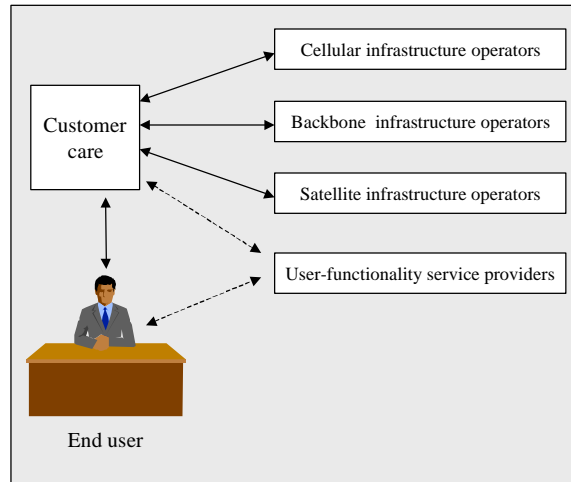 Cellular infrastructure operators
Customer
care
Backbone infrastructure operators
Satellite infrastructure operators
User-functionality service providers
End user